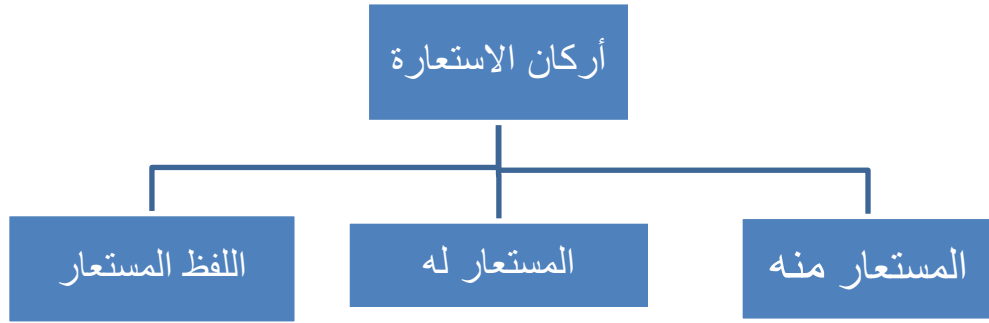 أركان الاستعارة
المستعار منه
المستعار له
اللفظ المستعار